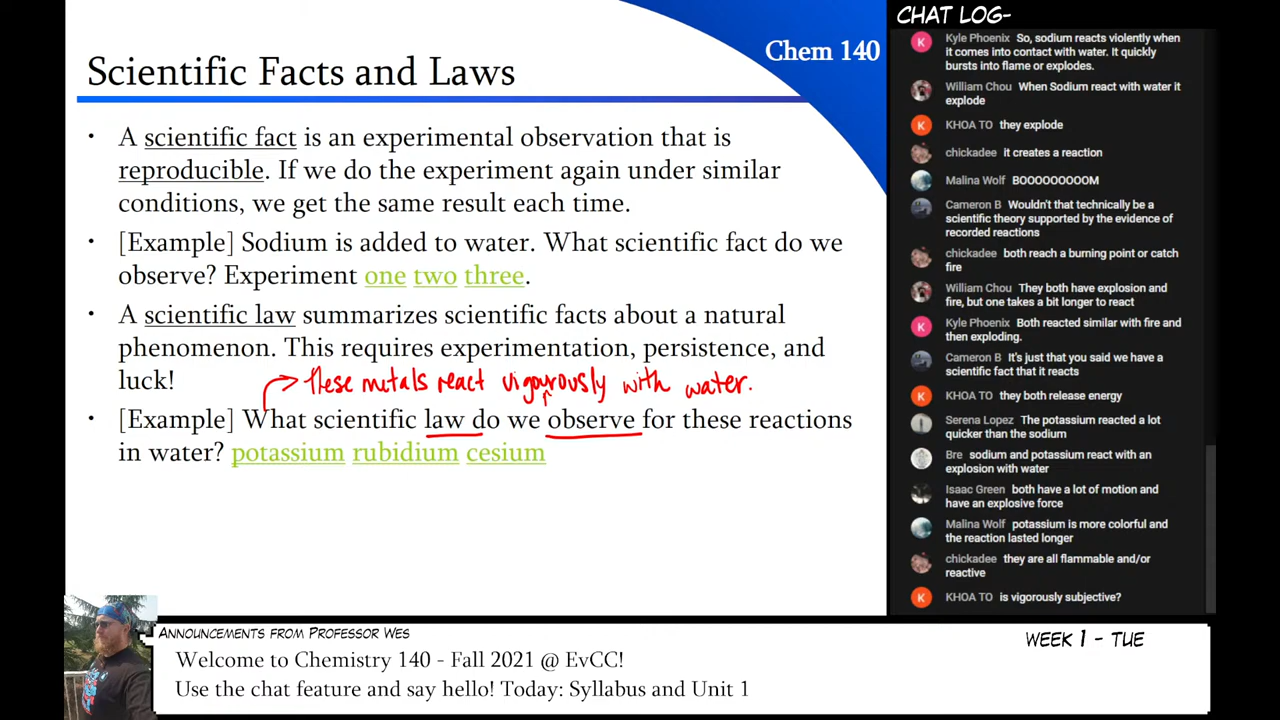 Scientific Facts and Laws
Chem 140
• A scientific fact is an experimental observation that is
reproducible. If we do the experiment again under similar
conditions, we get the same result each time.
• [Example] Sodium is added to water. What scientific fact do we
observe? Experiment one two three.
• A scientific law summarizes scientific facts about a natural
phenomenon. This requires experimentation, persistence, and
luck!
These metals react vigourously with water.
• [Example] What scientific law do we observe for these reactions
in water? potassium rubidium cesium
CHAT LOG-
K Kyle Phoenix So, sodium reacts violently when
it comes into contact with water. It quickly
bursts into flame or explodes.
William Chou When Sodium react with water it
explode
K KHOA TO they explode
chickadee it creates a reaction
Malina Wolf BOOOOOOOOM
Cameron B Wouldn't that technically be a
scientific theory supported by the evidence of
recorded reactions
chickadee both reach a burning point or catch
fire
William Chou They both have explosion and
fire, but one takes a bit longer to react
K Kyle Phoenix Both reacted similar with fire and
then exploding.
Cameron B It's just that you said we have a
scientific fact that it reacts
K KHOA TO they both release energy
Serena Lopez The potassium reacted a lot
quicker than the sodium
Bre sodium and potassium react with an
explosion with water
Isaac Green both have a lot of motion and
have an explosive force
Malina Wolf potassium is more colorful and
the reaction lasted longer
chickadee they are all flammable and/or
reactive
K KHOA TO is vigorously subjective?
Announcements from Professor Wes
WEEK 1 - TUE
Welcome to Chemistry 140 - Fall 2021 @ EvCC!
Use the chat feature and say hello! Today: Syllabus and Unit 1